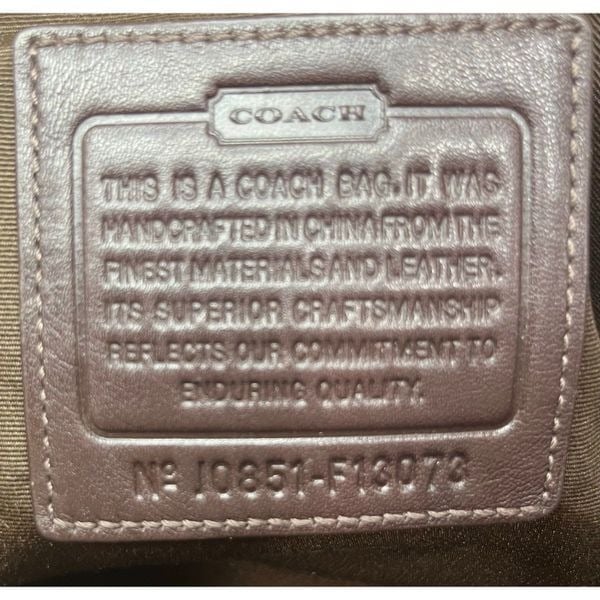 COACH
THIS IS A COACH BAG. IT WAS
HANDCRAFTED IN CHINA FROM THE
FINEST MATERIALS AND LEATHER.
ITS SUPERIOR CRAFTSMANSHIP
REFLECTS OUR COMMITMENT TO
ENDURING QUALITY.
Nº J0851-F13073